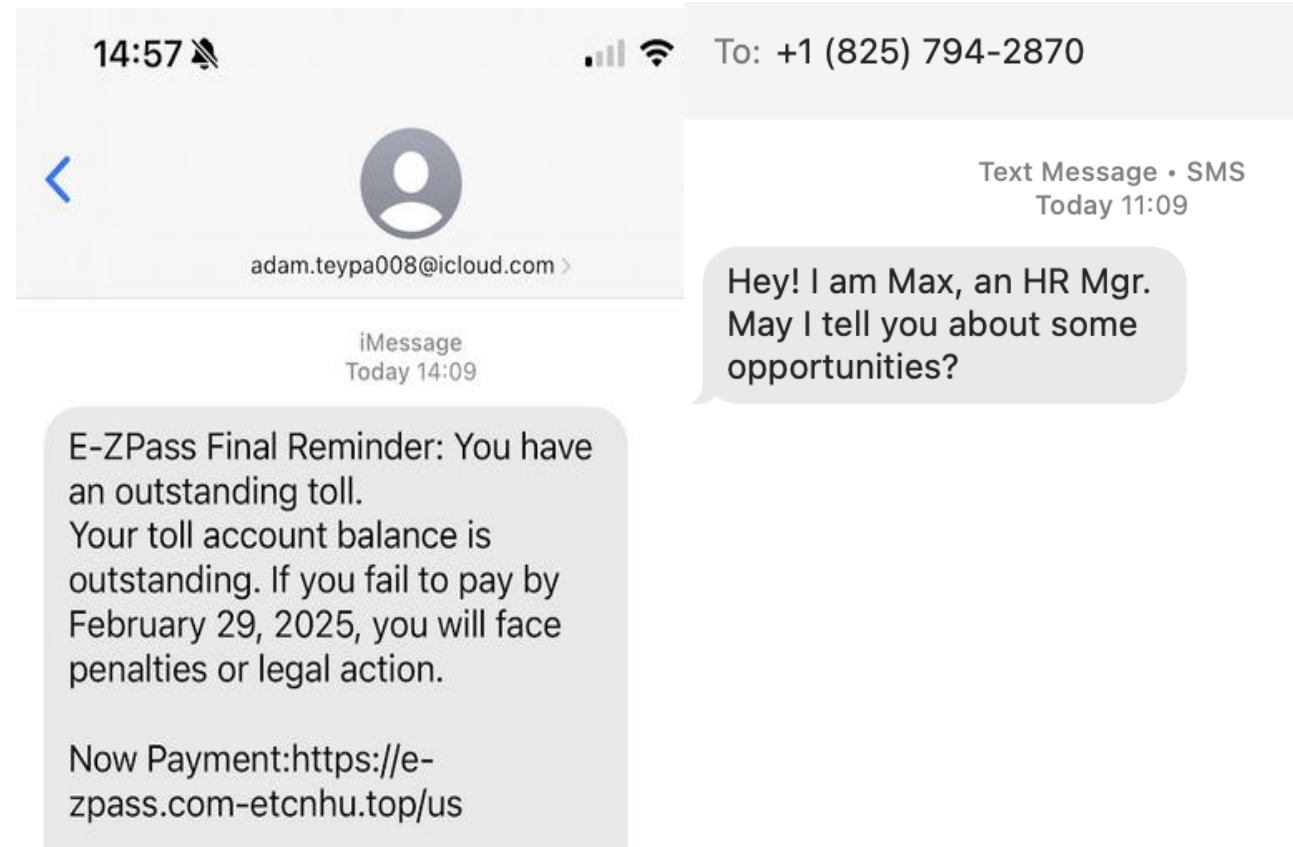 14:57
adam.teypa008@icloud.com
iMessage
Today 14:09
E-ZPass Final Reminder: You have
an outstanding toll.
Your toll account balance is
outstanding. If you fail to pay by
February 29, 2025, you will face
penalties or legal action.
Now Payment:https://e-
zpass.com-etcnhu.top/us
To: +1 (825) 794-2870
Text Message • SMS
Today 11:09
Hey! I am Max, an HR Mgr.
May I tell you about some
opportunities?